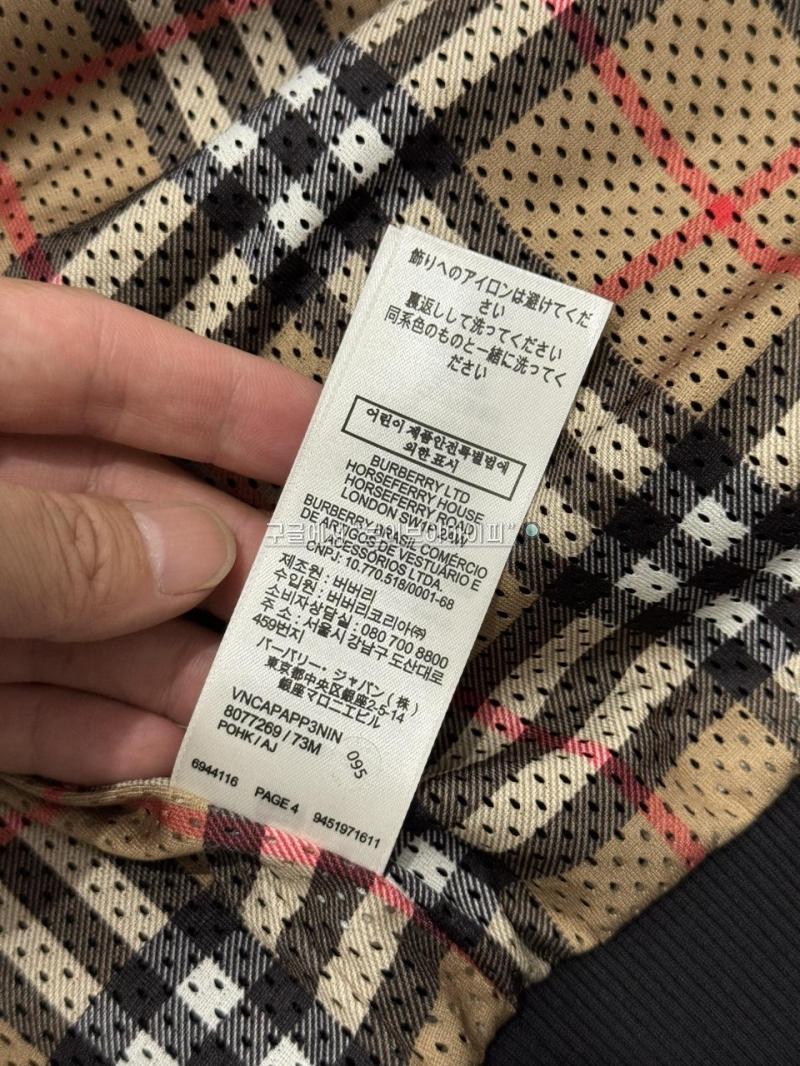 飾りへのアイロンは避けてくだ
さい
裏返しして洗ってください
同系色のものと一緒に洗ってく
ださい
어린이 제품안전특별법에
의한 표시
BURBERRY LTD
HORSEFERRY HOUSE
HORSEFERRY ROAD
LONDON
BURBERRY BRASIL COMÉRCIO
DE ARTIGOS DE VESTUÁRIO E
ACESSÓRIOS LTDA.
CNPJ: 10.770.518/0001-68
제조원 : 버버리
수입원 : 버버리코리아㈜
소비자상담실 : 080 700 8800
주 소 : 서울시 강남구 도산대로
459번지
バーバリー・ジャパン(株)
東京都中央区銀座2-5-14
銀座マロニエビル
VNCAPAPP3NIN
8077269 / 73M
POHK / AJ
095
6944116 PAGE 4 9451971611